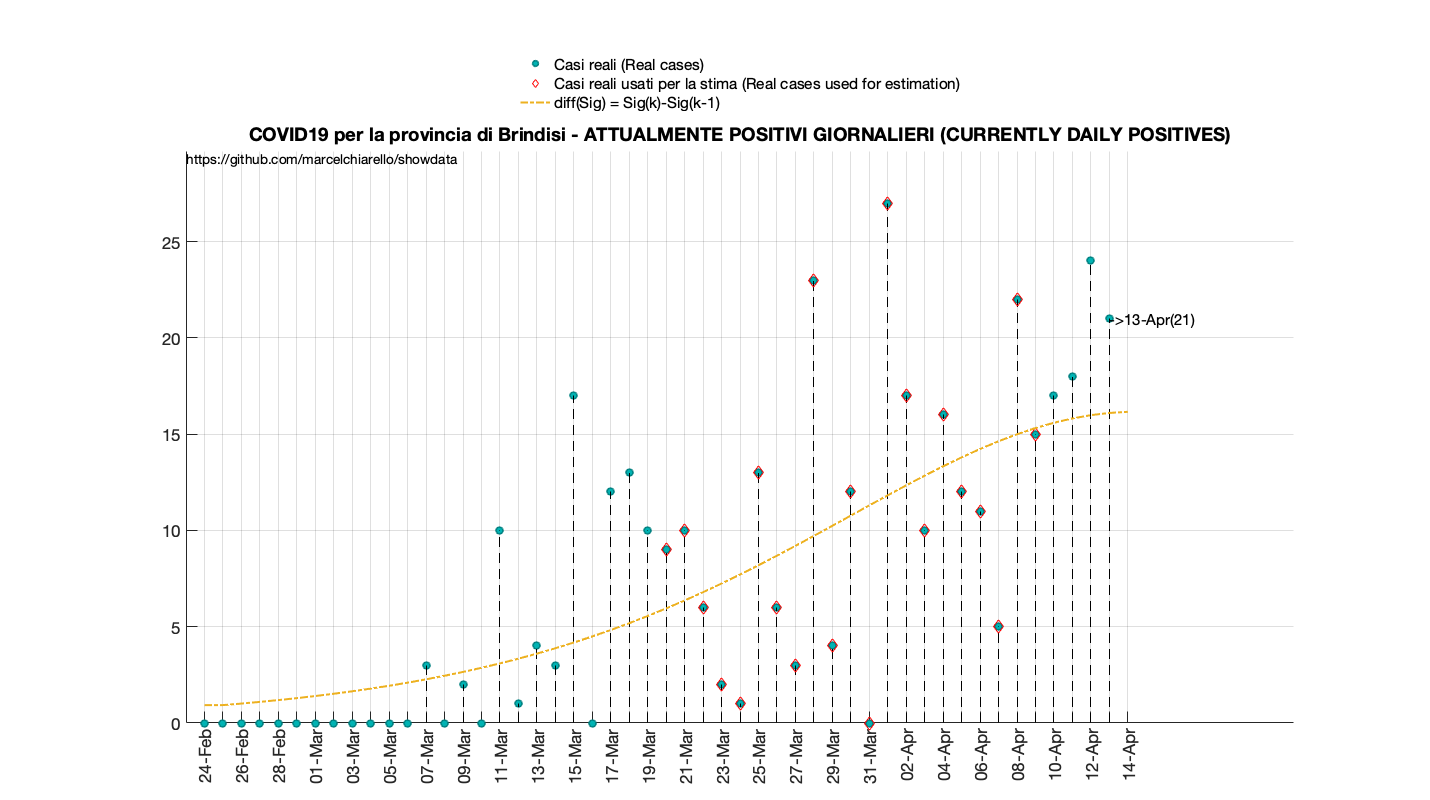 Casi reali (Real cases)
Casi reali usati per la stima (Real cases used for estimation)
diff(Sig) = Sig(k)-Sig(k-1)
COVID19 per la provincia di Brindisi - ATTUALMENTE POSITIVI GIORNALIERI (CURRENTLY DAILY POSITIVES)
https://github.com/marcelchiarello/showdata
25
20
15
10
5
0
->13-Apr(21)
24-Feb
26-Feb
28-Feb
01-Mar
03-Mar
05-Mar
07-Mar
09-Mar
11-Mar
13-Mar
15-Mar
17-Mar
19-Mar
21-Mar
23-Mar
25-Mar
27-Mar
29-Mar
31-Mar
02-Apr
04-Apr
06-Apr
08-Apr
10-Apr
12-Apr
14-Apr